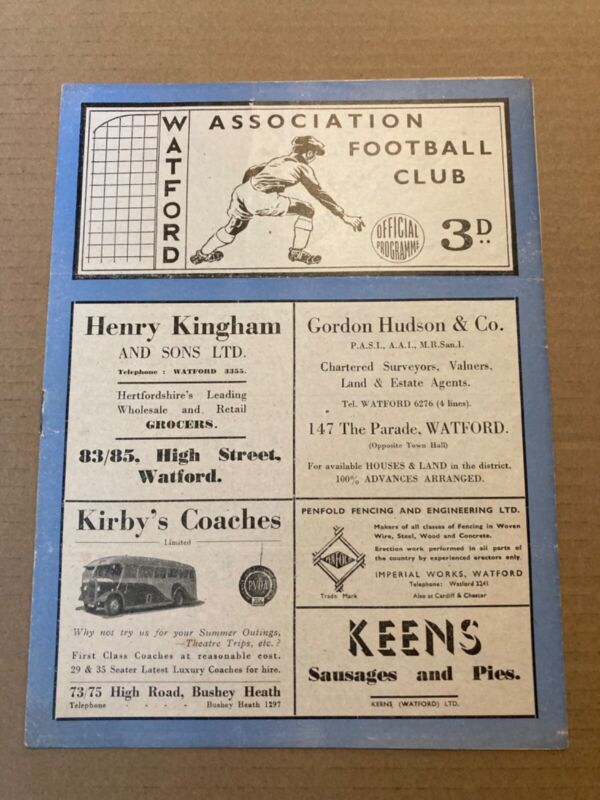 WATFORD
ASSOCIATION
FOOTBALL
CLUB
OFFICIAL
PROGRAMME
3D..
Henry Kingham
AND SONS LTD.
Telephone : WATFORD 3355.
Hertfordshire's Leading
Wholesale and Retail
GROCERS.
83/85, High Street,
Watford.
Gordon Hudson & Co.
P.A.S.I., A.A.I., M.R.San.I.
Chartered Surveyors, Valuers,
Land & Estate Agents.
Tel. WATFORD 6276 (4 lines).
147 The Parade, WATFORD.
(Opposite Town Hall)
For available HOUSES & LAND in the district.
100% ADVANCES ARRANGED.
Kirby's Coaches
Limited
Why not try us for your Summer Outings,
—Theatre Trips, etc.?
First Class Coaches at reasonable cost.
29 & 35 Seater Latest Luxury Coaches for hire.
73/75 High Road, Bushey Heath
Telephone - - - - Bushey Heath 1297
PENFOLD FENCING AND ENGINEERING LTD.
PENFOLD
Trade Mark
Makers of all classes of Fencing in Woven
Wire, Steel, Wood and Concrete.
Erection work performed in all parts of
the country by experienced erectors only.
IMPERIAL WORKS, WATFORD
Telephone: Watford 2241
Also at Cardiff & Chester
KEENS
Sausages and Pies.
KEENS (WATFORD) LTD.